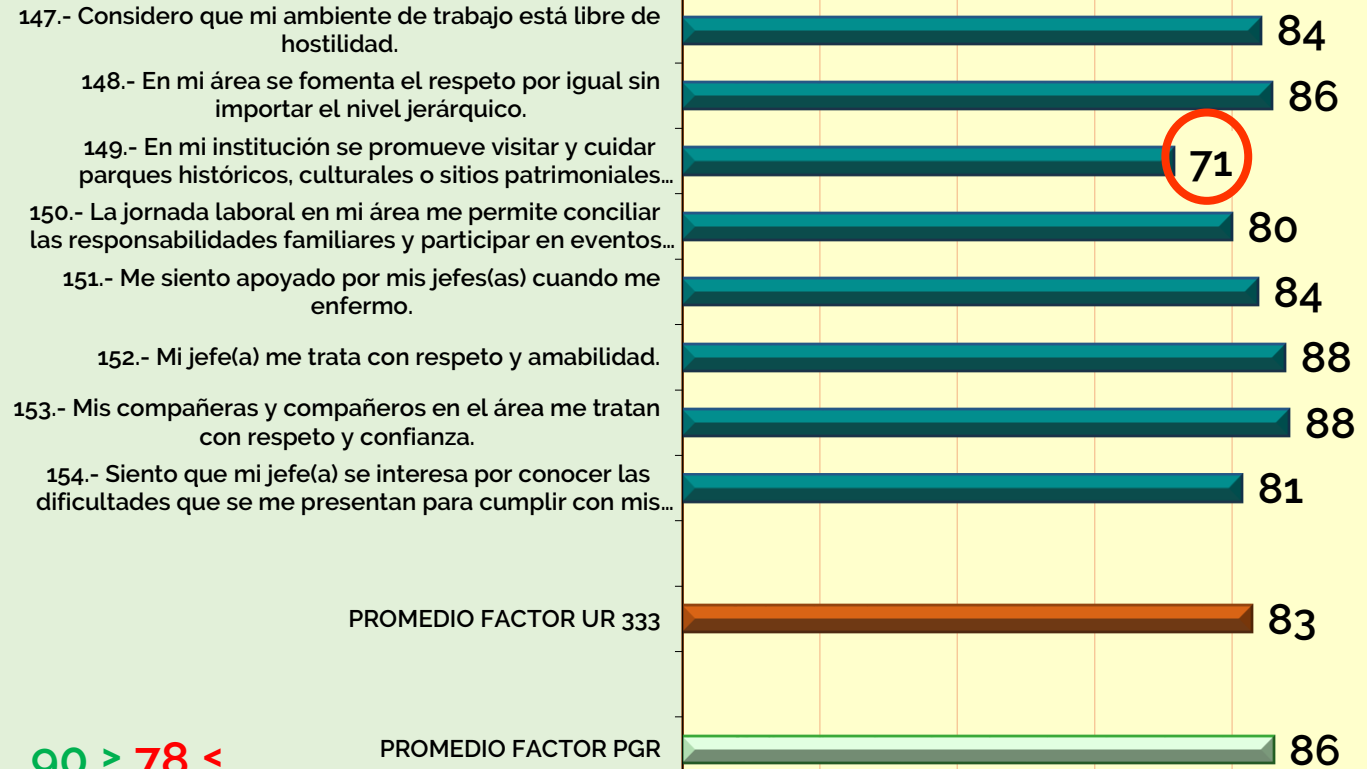 147.- Considero que mi ambiente de trabajo está libre de
hostilidad.
84
148.- En mi área se fomenta el respeto por igual sin
importar el nivel jerárquico.
86
149.- En mi institución se promueve visitar y cuidar
parques históricos, culturales o sitios patrimoniales…
71
150.- La jornada laboral en mi área me permite conciliar
las responsabilidades familiares y participar en eventos…
80
151.- Me siento apoyado por mis jefes(as) cuando me
enfermo.
84
152.- Mi jefe(a) me trata con respeto y amabilidad.
88
153.- Mis compañeras y compañeros en el área me tratan
con respeto y confianza.
88
154.- Siento que mi jefe(a) se interesa por conocer las
dificultades que se me presentan para cumplir con mis…
81
PROMEDIO FACTOR UR 333
83
PROMEDIO FACTOR PGR
86
90 > 78 <